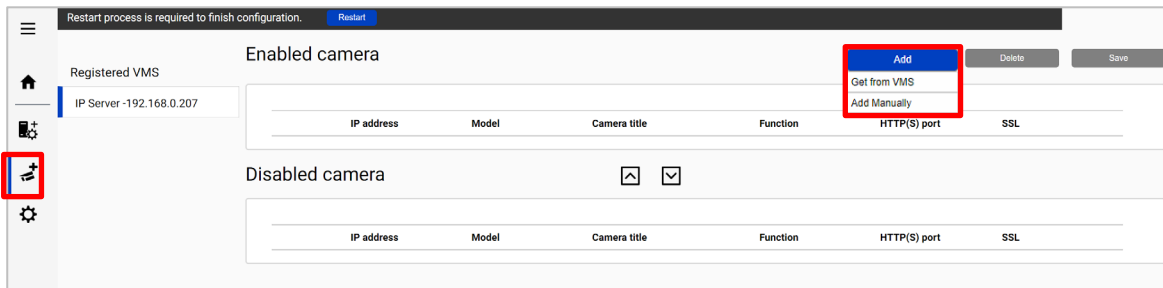 Restart process is required to finish configuration. Restart
Enabled camera
Add Delete Save
Registered VMS
Get from VMS
IP Server -192.168.0.207
Add Manually
IP address Model Camera title Function HTTP(S) port SSL
Disabled camera
IP address Model Camera title Function HTTP(S) port SSL